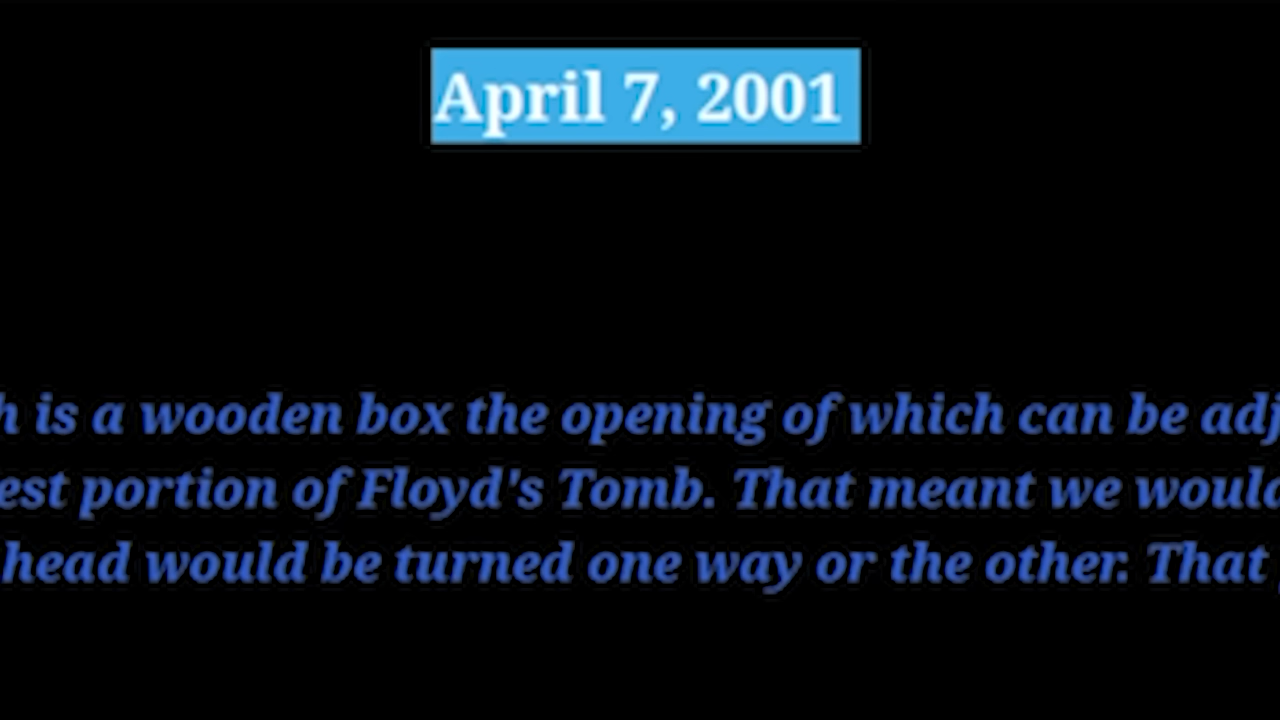 April 7, 2001
is a wooden box the opening of which can be
portion of Floyd's Tomb. That meant we would
head would be turned one way or the other. That